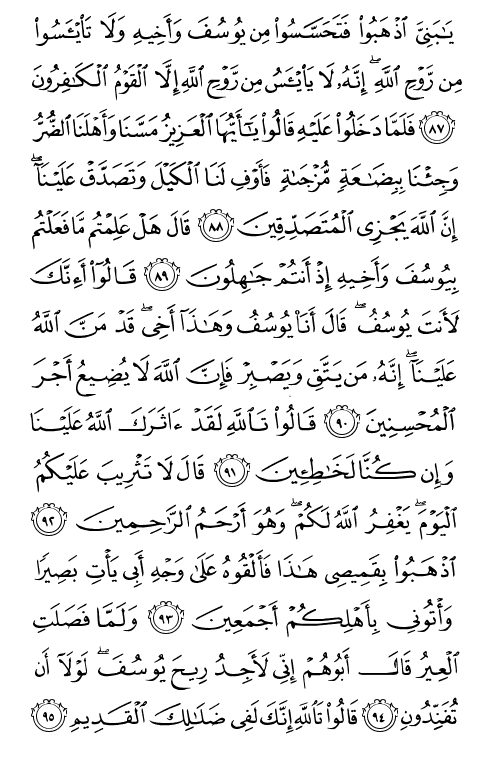 يَـٰبَنِىَّ ٱذْهَبُوا۟ فَتَحَسَّسُوا۟ مِن يُوسُفَ وَأَخِيهِ وَلَا تَا۟يْـَٔسُوا۟
مِن رَّوْحِ ٱللَّهِ ۖ إِنَّهُۥ لَا يَا۟يْـَٔسُ مِن رَّوْحِ ٱللَّهِ إِلَّا ٱلْقَوْمُ ٱلْكَـٰفِرُونَ
٨٧ فَلَمَّا دَخَلُوا۟ عَلَيْهِ قَالُوا۟ يَـٰٓأَيُّهَا ٱلْعَزِيزُ مَسَّنَا وَأَهْلَنَا ٱلضُّرُّ
وَجِئْنَا بِبِضَـٰعَةٍ مُّزْجَىٰةٍ فَأَوْفِ لَنَا ٱلْكَيْلَ وَتَصَدَّقْ عَلَيْنَآ ۖ
إِنَّ ٱللَّهَ يَجْزِى ٱلْمُتَصَدِّقِينَ ٨٨ قَالَ هَلْ عَلِمْتُم مَّا فَعَلْتُم
بِيُوسُفَ وَأَخِيهِ إِذْ أَنتُمْ جَـٰهِلُونَ ٨٩ قَالُوٓا۟ أَءِنَّكَ
لَأَنتَ يُوسُفُ ۖ قَالَ أَنَا۠ يُوسُفُ وَهَـٰذَآ أَخِى ۖ قَدْ مَنَّ ٱللَّهُ
عَلَيْنَآ ۖ إِنَّهُۥ مَن يَتَّقِ وَيَصْبِرْ فَإِنَّ ٱللَّهَ لَا يُضِيعُ أَجْرَ
ٱلْمُحْسِنِينَ ٩٠ قَالُوا۟ تَٱللَّهِ لَقَدْ ءَاثَرَكَ ٱللَّهُ عَلَيْنَا
وَإِن كُنَّا لَخَـٰطِـِٔينَ ٩١ قَالَ لَا تَثْرِيبَ عَلَيْكُمُ
ٱلْيَوْمَ ۖ يَغْفِرُ ٱللَّهُ لَكُمْ ۖ وَهُوَ أَرْحَمُ ٱلرَّٰحِمِينَ ٩٢
ٱذْهَبُوا۟ بِقَمِيصِى هَـٰذَا فَأَلْقُوهُ عَلَىٰ وَجْهِ أَبِى يَأْتِ بَصِيرًا
وَأْتُونِى بِأَهْلِكُمْ أَجْمَعِينَ ٩٣ وَلَمَّا فَصَلَتِ
ٱلْعِيرُ قَالَ أَبُوهُمْ إِنِّى لَأَجِدُ رِيحَ يُوسُفَ ۖ لَوْلَآ أَن
تُفَنِّدُونِ ٩٤ قَالُوا۟ تَٱللَّهِ إِنَّكَ لَفِى ضَلَـٰلِكَ ٱلْقَدِيمِ ٩٥